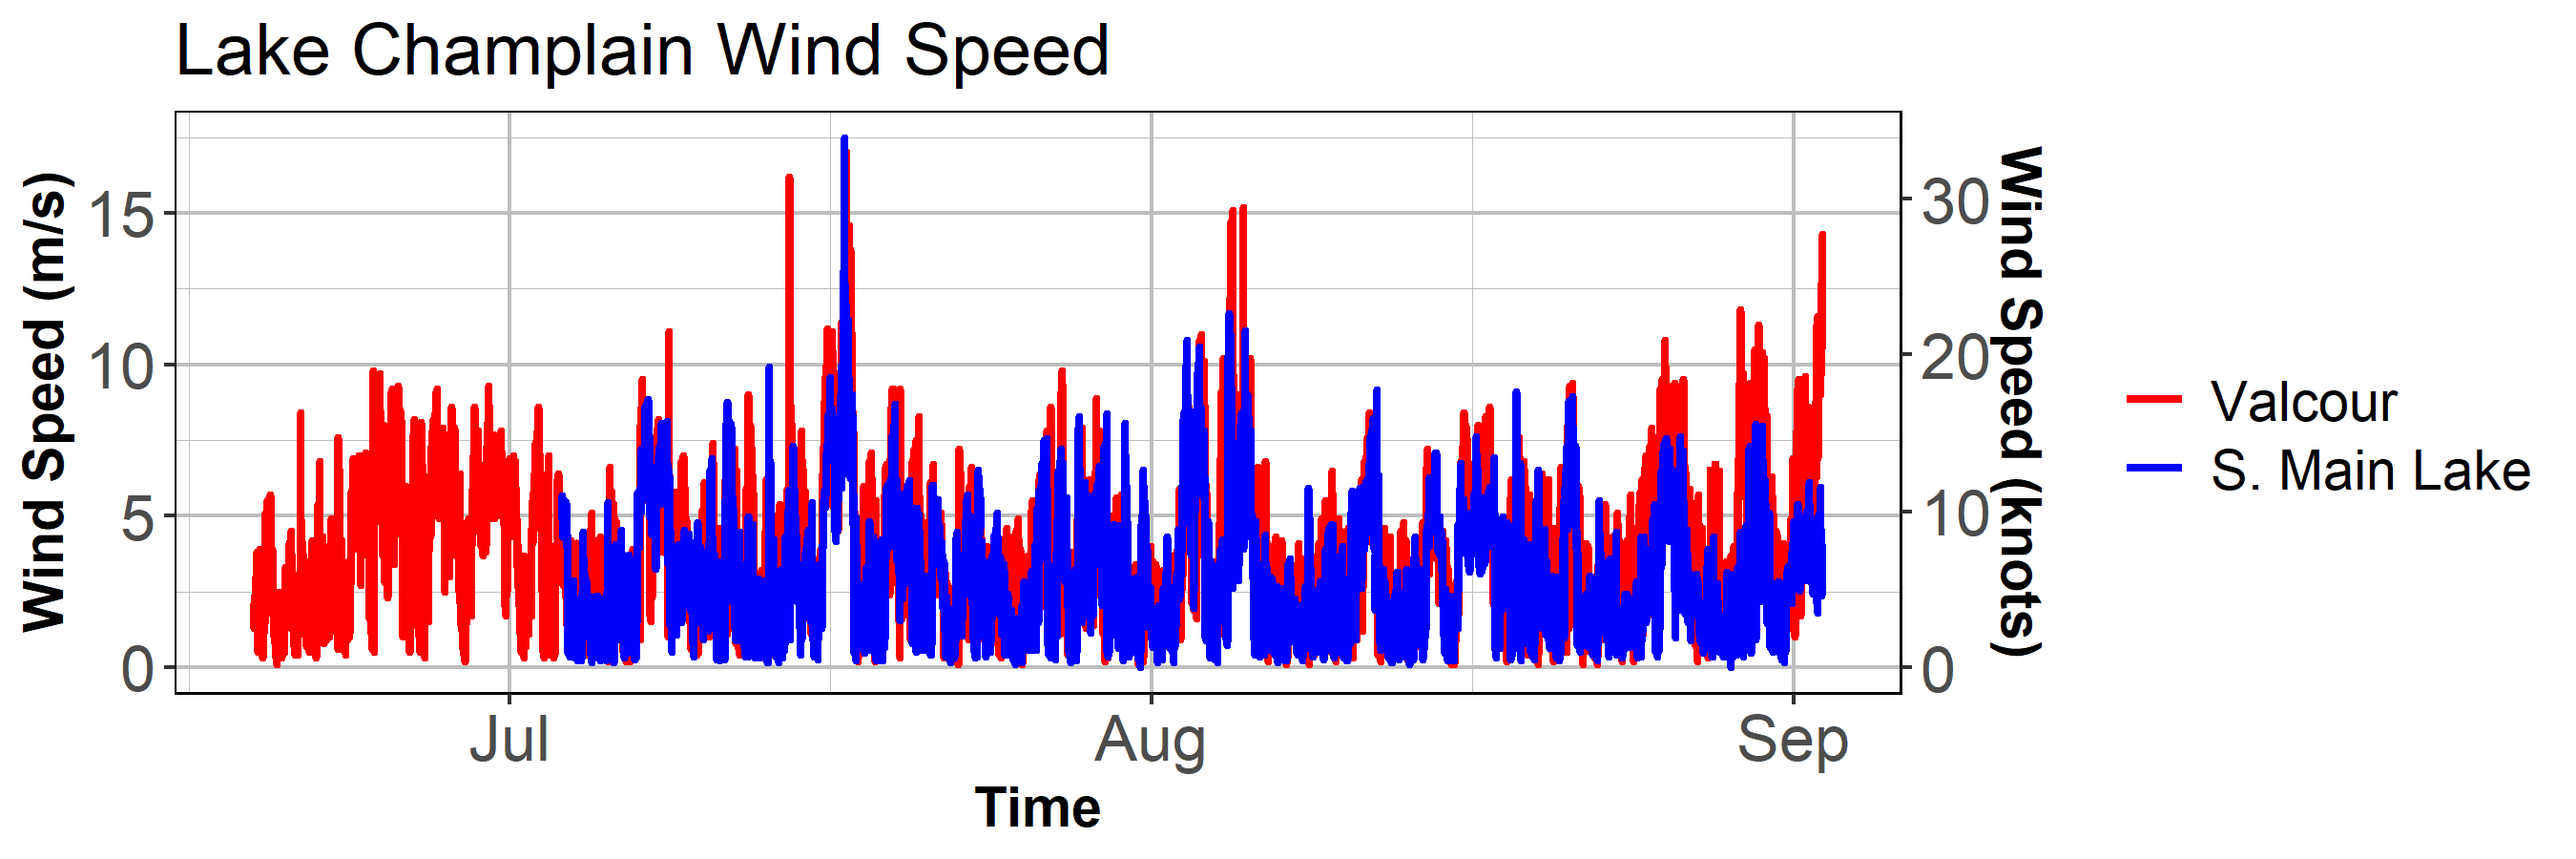 Lake Champlain Wind Speed
Wind Speed (m/s)
15
10
5
0
30
20
10
0
Wind Speed (knots)
Jul
Aug
Sep
Time
Valcour
S. Main Lake